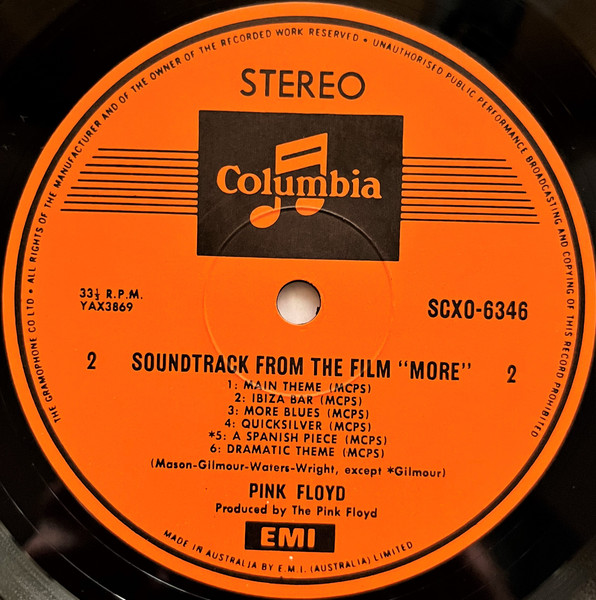 THE GRAMOPHONE CO LTD • ALL RIGHTS OF THE MANUFACTURER AND OF THE OWNER OF THE RECORDED WORK RESERVED • UNAUTHORISED PUBLIC PERFORMANCE BROADCASTING AND COPYING OF THIS RECORD PROHIBITED
STEREO
Columbia
33⅓ R.P.M.
YAX3869
SCXO-6346
2 SOUNDTRACK FROM THE FILM "MORE" 2
1: MAIN THEME (MCPS)
2: IBIZA BAR (MCPS)
3: MORE BLUES (MCPS)
4: QUICKSILVER (MCPS)
*5: A SPANISH PIECE (MCPS)
6: DRAMATIC THEME (MCPS)
(Mason-Gilmour-Waters-Wright, except *Gilmour)
PINK FLOYD
Produced by The Pink Floyd
EMI
MADE IN AUSTRALIA BY E.M.I. (AUSTRALIA) LIMITED